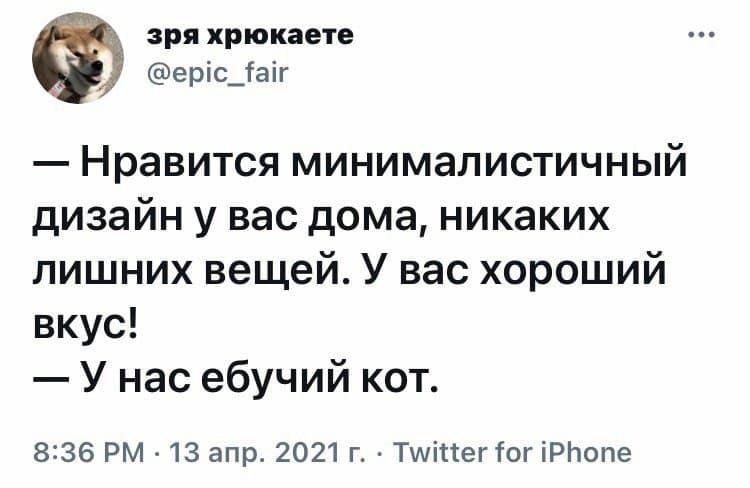 зря хрюкаете
@epic_fair
— Нравится минималистичный
дизайн у вас дома, никаких
лишних вещей. У вас хороший
вкус!
— У нас ебучий кот.
8:36 PM · 13 апр. 2021 г. · Twitter for iPhone